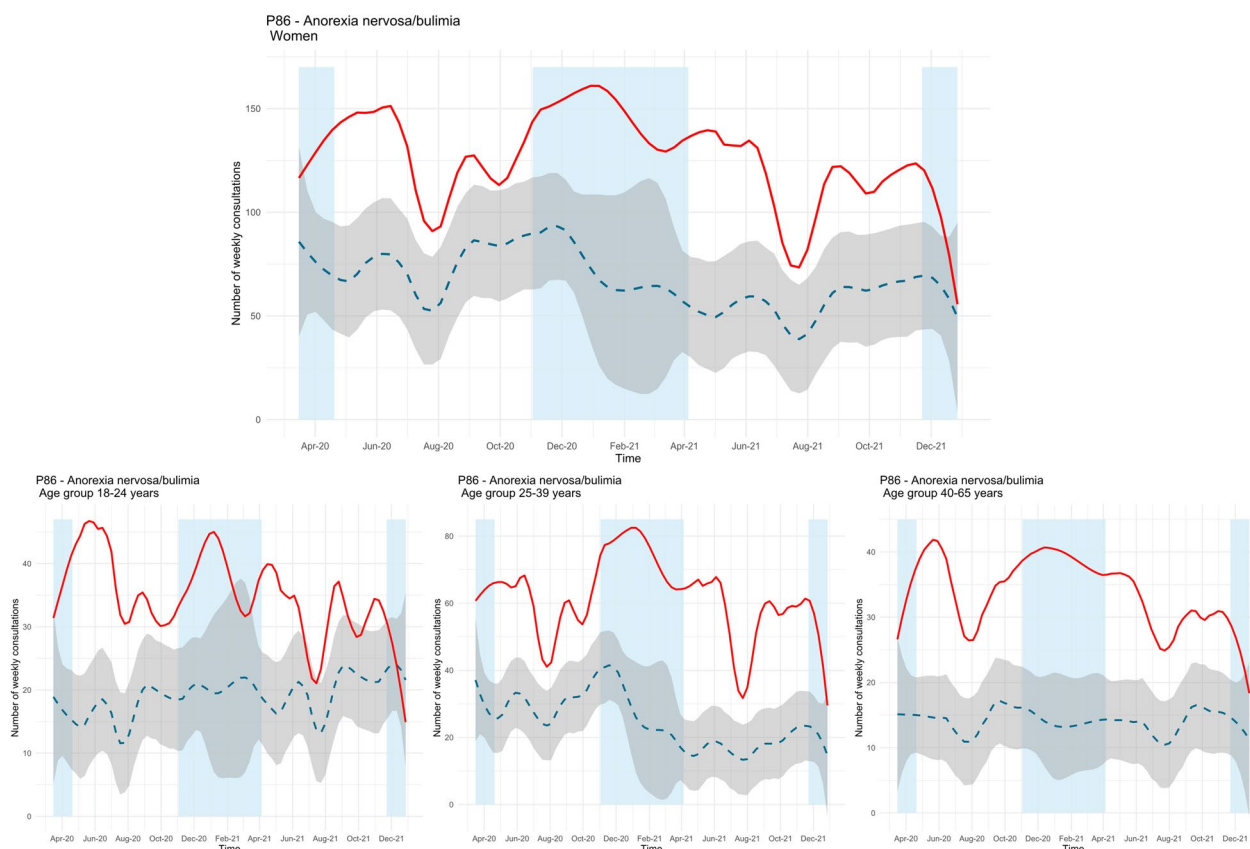 P86 - Anorexia nervosa/bulimia
Women
Number of weekly consultations
150
100
50
0
Apr-20 Jun-20 Aug-20 Oct-20 Dec-20 Feb-21 Apr-21 Jun-21 Aug-21 Oct-21 Dec-21
Time
P86 - Anorexia nervosa/bulimia
Age group 18-24 years
Number of weekly consultations
40
30
20
10
0
Apr-20 Jun-20 Aug-20 Oct-20 Dec-20 Feb-21 Apr-21 Jun-21 Aug-21 Oct-21 Dec-21
Time
P86 - Anorexia nervosa/bulimia
Age group 25-39 years
Number of weekly consultations
80
60
40
20
0
Apr-20 Jun-20 Aug-20 Oct-20 Dec-20 Feb-21 Apr-21 Jun-21 Aug-21 Oct-21 Dec-21
Time
P86 - Anorexia nervosa/bulimia
Age group 40-65 years
Number of weekly consultations
40
30
20
10
0
Apr-20 Jun-20 Aug-20 Oct-20 Dec-20 Feb-21 Apr-21 Jun-21 Aug-21 Oct-21 Dec-21
Time